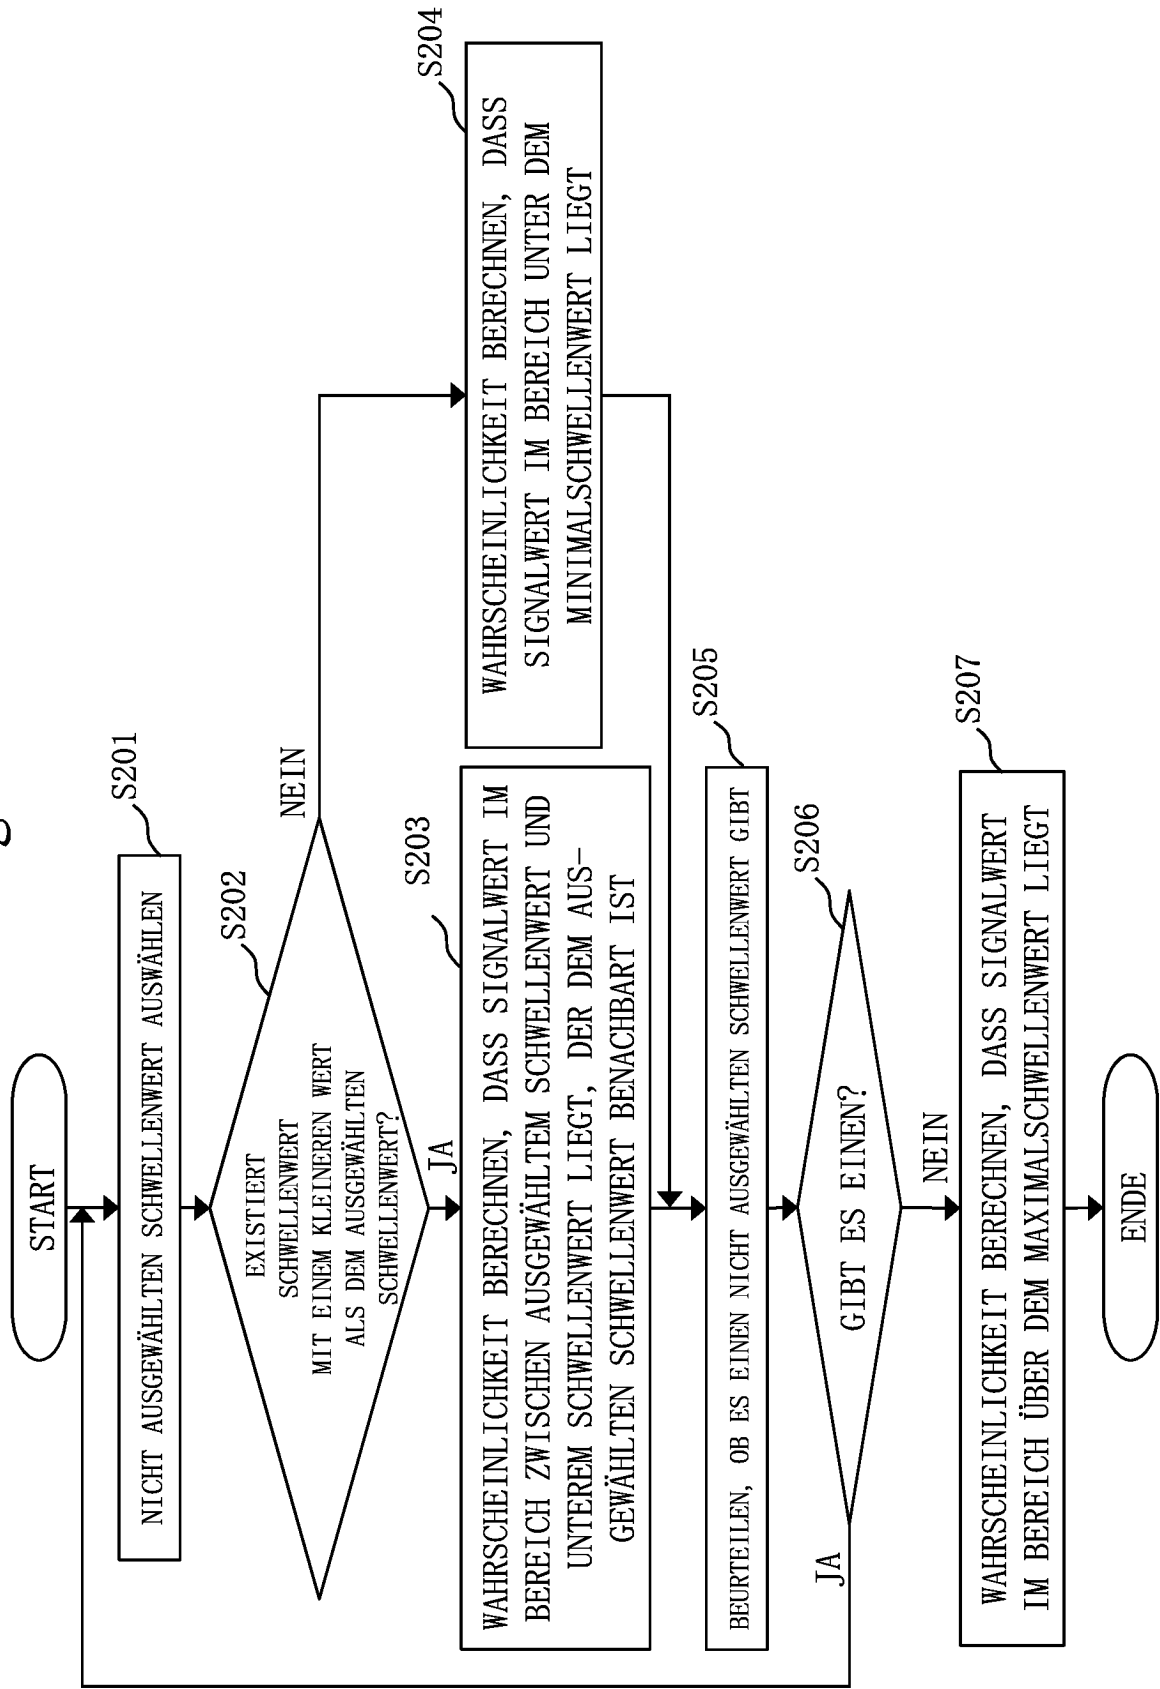 START
S201
NICHT AUSGEWÄHLTEN SCHWELLENWERT AUSWÄHLEN
S202
EXISTIERT
SCHWELLENWERT
MIT EINEM KLEINEREN WERT
ALS DEM AUSGEWÄHLTEN
SCHWELLENWERT?
NEIN
JA
S203
WAHRSCHEINLICHKEIT BERECHNEN, DASS SIGNALWERT IM
BEREICH ZWISCHEN AUSGEWÄHLTEM SCHWELLENWERT UND
UNTEREM SCHWELLENWERT LIEGT, DER DEM AUS-
GEWÄHLTEN SCHWELLENWERT BENACHBART IST
S204
WAHRSCHEINLICHKEIT BERECHNEN, DASS
SIGNALWERT IM BEREICH UNTER DEM
MINIMALSCHWELLENWERT LIEGT
S205
BEURTEILEN, OB ES EINEN NICHT AUSGEWÄHLTEN SCHWELLENWERT GIBT
S206
GIBT ES EINEN?
JA
NEIN
S207
WAHRSCHEINLICHKEIT BERECHNEN, DASS SIGNALWERT
IM BEREICH ÜBER DEM MAXIMALSCHWELLENWERT LIEGT
ENDE